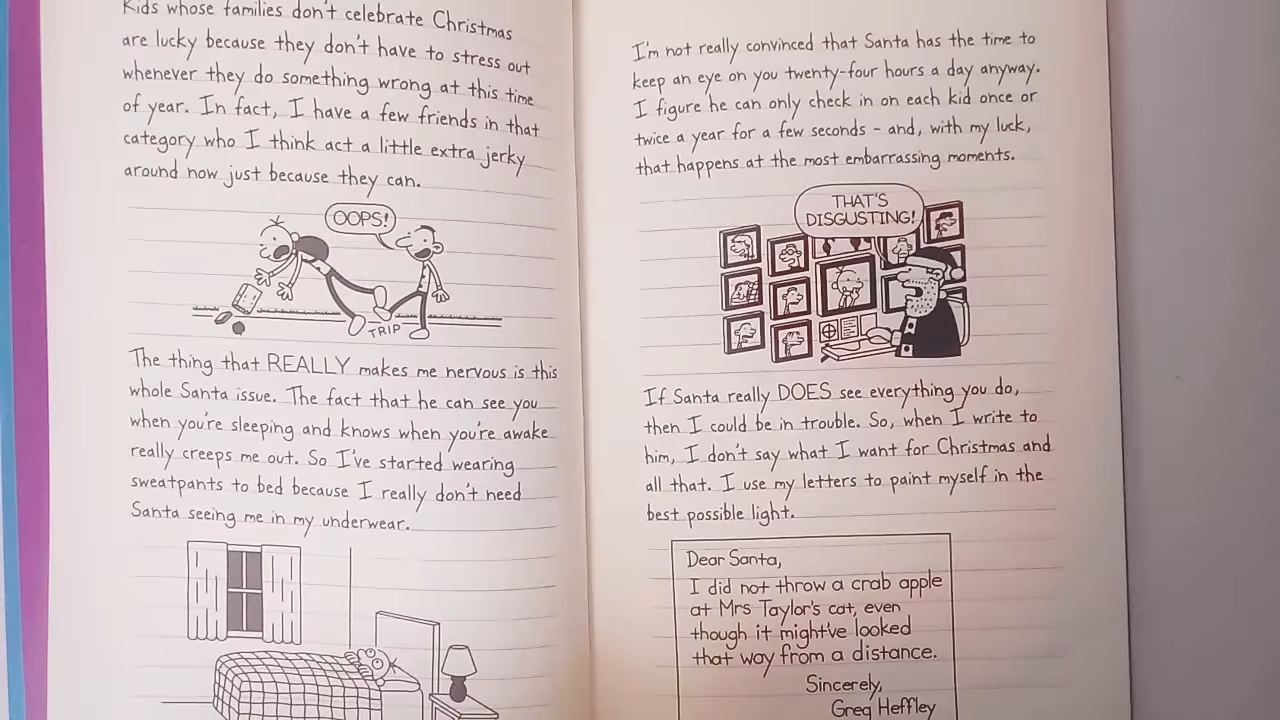 Kids whose families don't celebrate Christmas
are lucky because they don't have to stress out
whenever they do something wrong at this time
of year. In fact, I have a few friends in that
category who I think act a little extra jerky
around now just because they can.
OOPS!
TRIP
The thing that REALLY makes me nervous is this
whole Santa issue. The fact that he can see you
when you're sleeping and knows when you're awake
really creeps me out. So I've started wearing
sweatpants to bed because I really don't need
Santa seeing me in my underwear.
I'm not really convinced that Santa has the time to
keep an eye on you twenty-four hours a day anyway.
I figure he can only check in on each kid once or
twice a year for a few seconds - and, with my luck,
that happens at the most embarrassing moments.
THAT'S
DISGUSTING!
If Santa really DOES see everything you do,
then I could be in trouble. So, when I write to
him, I don't say what I want for Christmas and
all that. I use my letters to paint myself in the
best possible light.
Dear Santa,
I did not throw a crab apple
at Mrs Taylor's cat, even
though it might've looked
that way from a distance.
Sincerely,
Greg Heffley